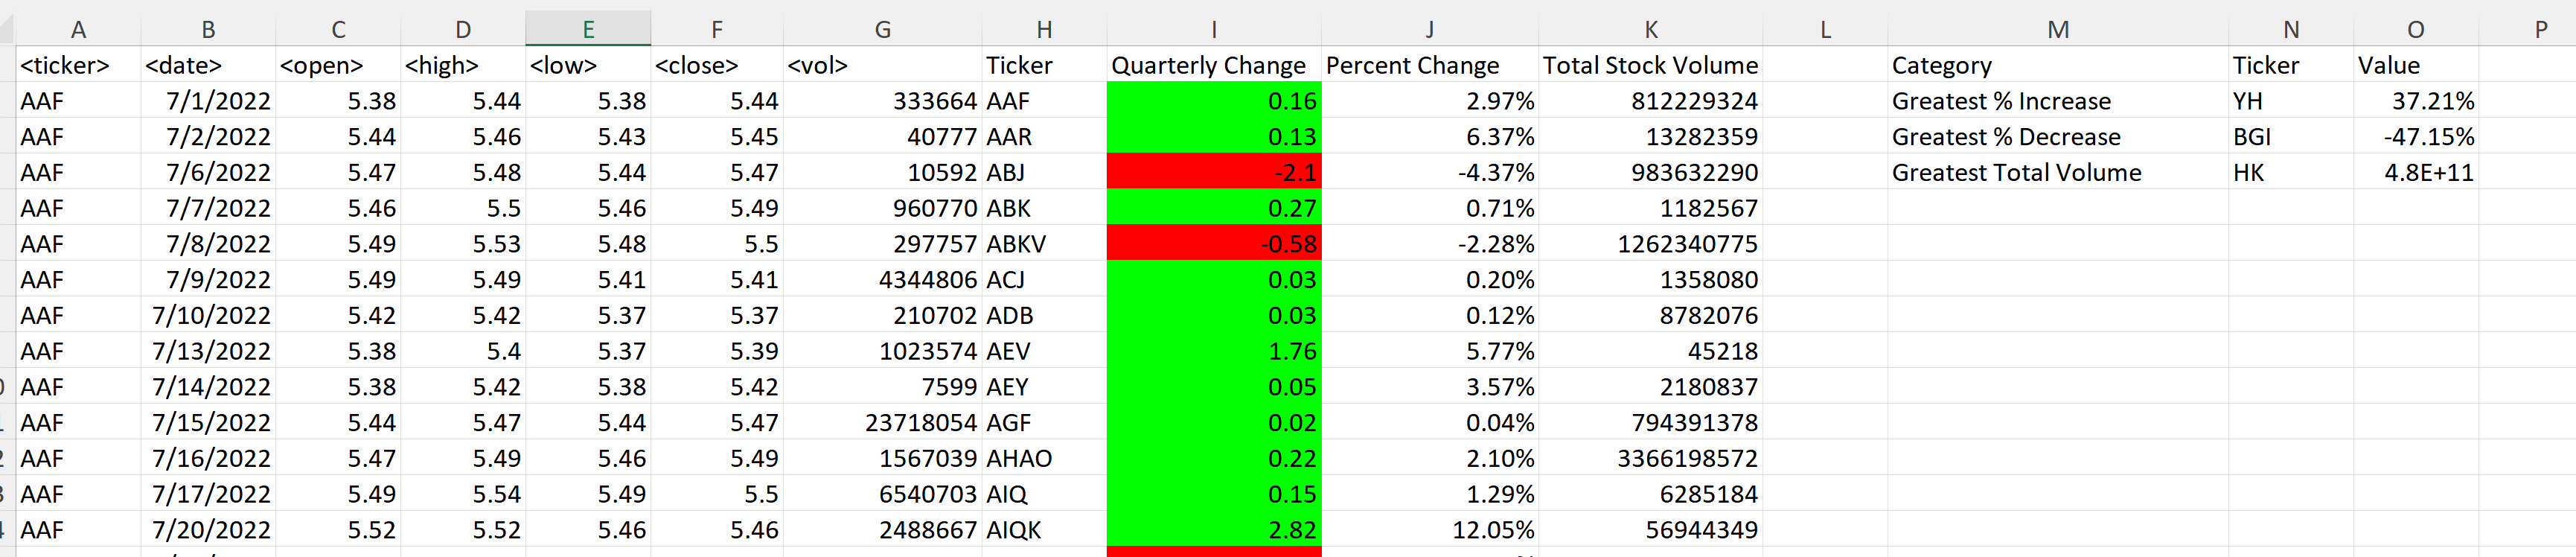 A B C D E F G H I J K L M N O P
<ticker> <date> <open> <high> <low> <close> <vol> Ticker Quarterly Change Percent Change Total Stock Volume Category Ticker Value
AAF 7/1/2022 5.38 5.44 5.38 5.44 333664 AAF 0.16 2.97% 812229324 Greatest % Increase YH 37.21%
AAF 7/2/2022 5.44 5.46 5.43 5.45 40777 AAR 0.13 6.37% 13282359 Greatest % Decrease BGI -47.15%
AAF 7/6/2022 5.47 5.48 5.44 5.47 10592 ABJ -2.1 -4.37% 983632290 Greatest Total Volume HK 4.8E+11
AAF 7/7/2022 5.46 5.5 5.46 5.49 960770 ABK 0.27 0.71% 1182567
AAF 7/8/2022 5.49 5.53 5.48 5.5 297757 ABKV -0.58 -2.28% 1262340775
AAF 7/9/2022 5.49 5.49 5.41 5.41 4344806 ACJ 0.03 0.20% 1358080
AAF 7/10/2022 5.42 5.42 5.37 5.37 210702 ADB 0.03 0.12% 8782076
AAF 7/13/2022 5.38 5.4 5.37 5.39 1023574 AEV 1.76 5.77% 45218
AAF 7/14/2022 5.38 5.42 5.38 5.42 7599 AEY 0.05 3.57% 2180837
AAF 7/15/2022 5.44 5.47 5.44 5.47 23718054 AGF 0.02 0.04% 794391378
AAF 7/16/2022 5.47 5.49 5.46 5.49 1567039 AHAO 0.22 2.10% 3366198572
AAF 7/17/2022 5.49 5.54 5.49 5.5 6540703 AIQ 0.15 1.29% 6285184
AAF 7/20/2022 5.52 5.52 5.46 5.46 2488667 AIQK 2.82 12.05% 56944349